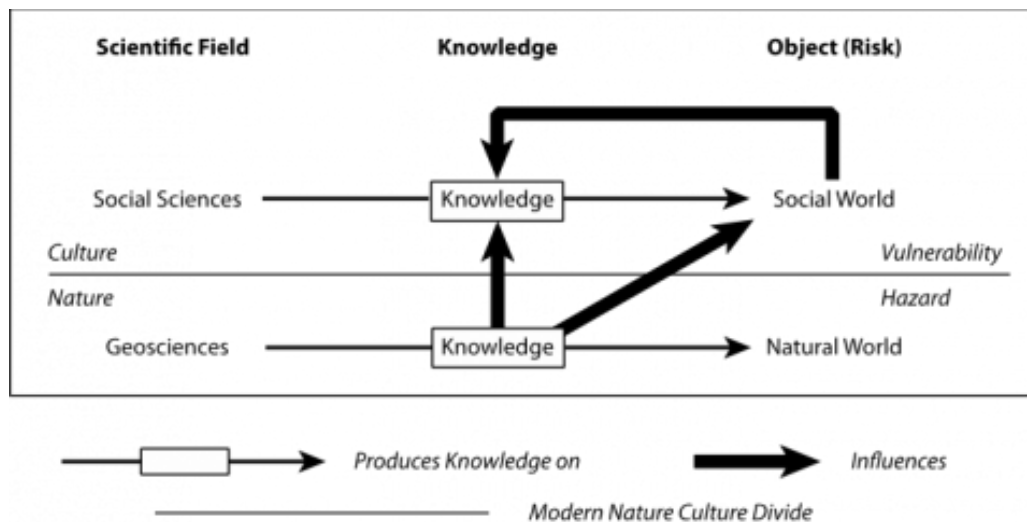 Scientific Field Knowledge Object (Risk)
Social Sciences Knowledge Social World
Culture Vulnerability
Nature Hazard
Geosciences Knowledge Natural World
Produces Knowledge on Influences
Modern Nature Culture Divide